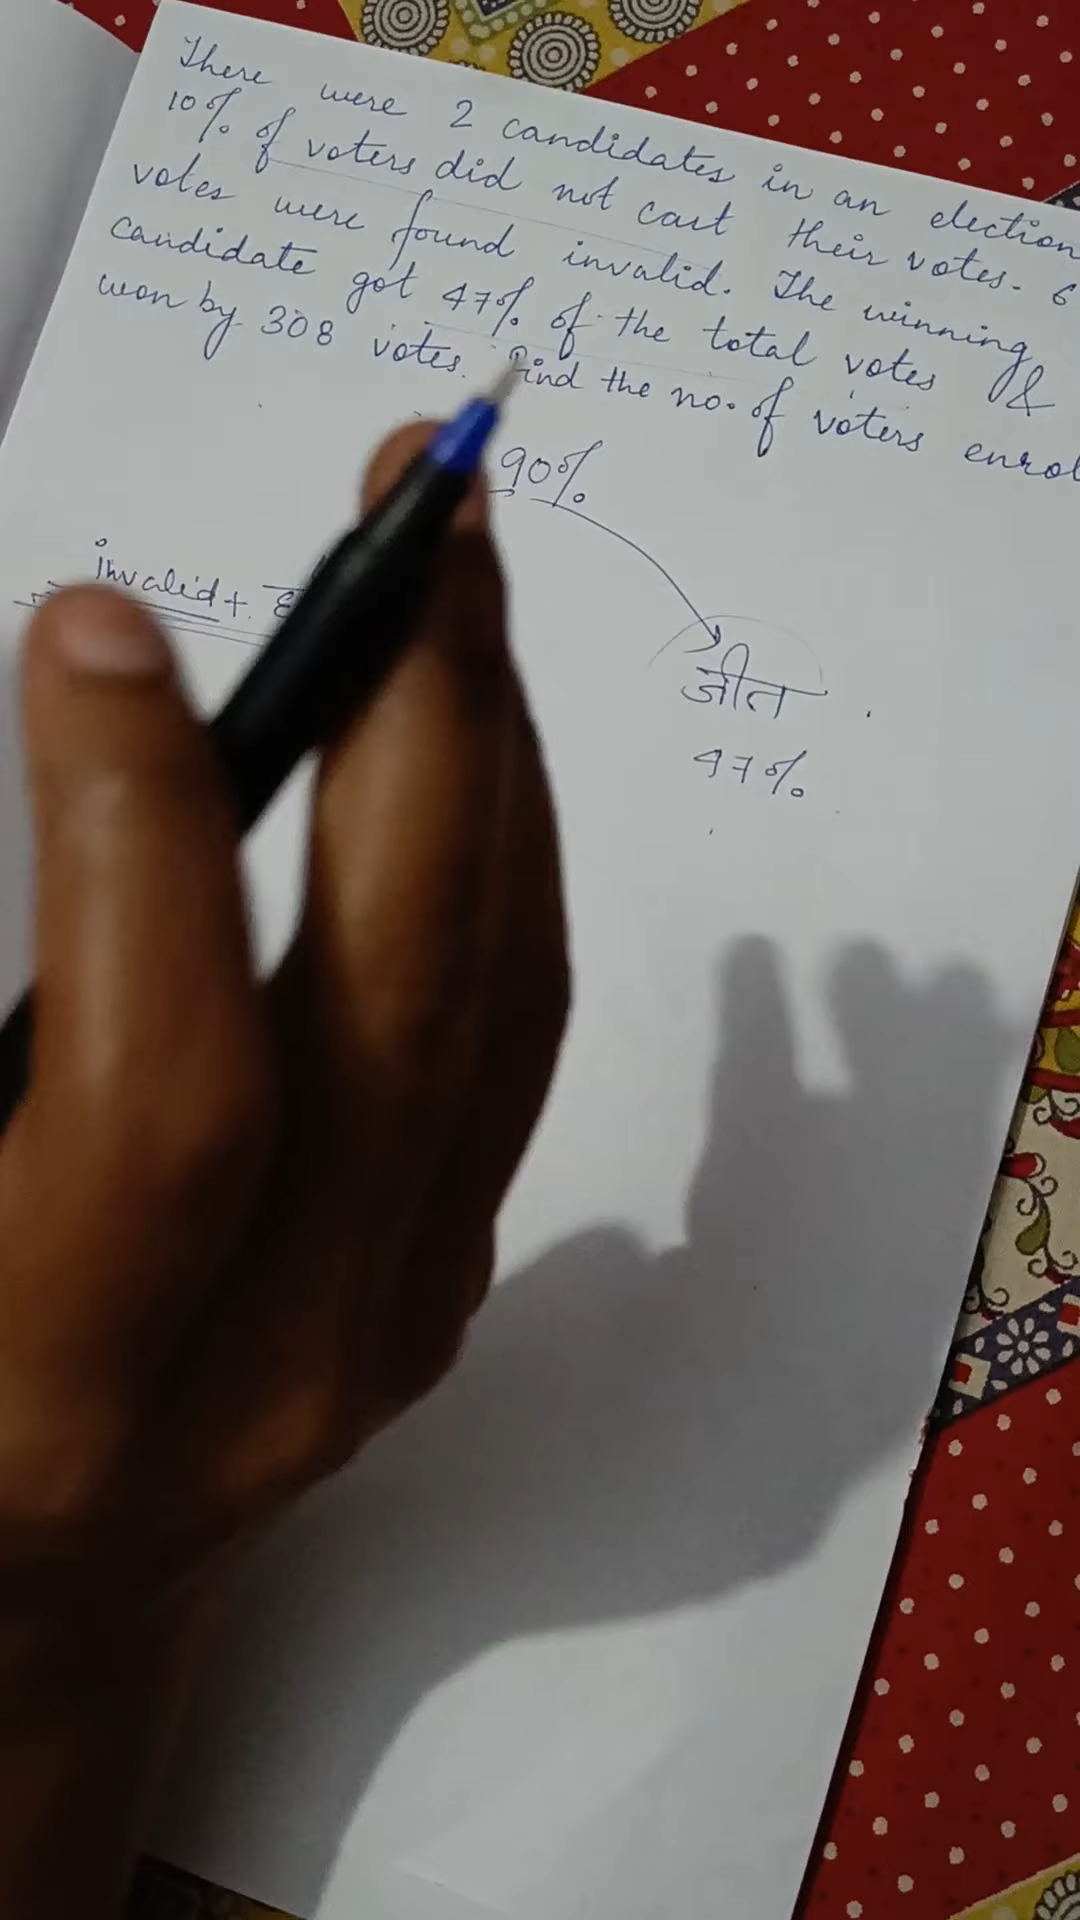 There were 2 candidates in an election
10% of voters did not cast their votes. 6
votes were found invalid. The winning
candidate got 47% of the total votes &
won by 308 votes. Find the no. of voters
90%
invalid +
जीत
47%